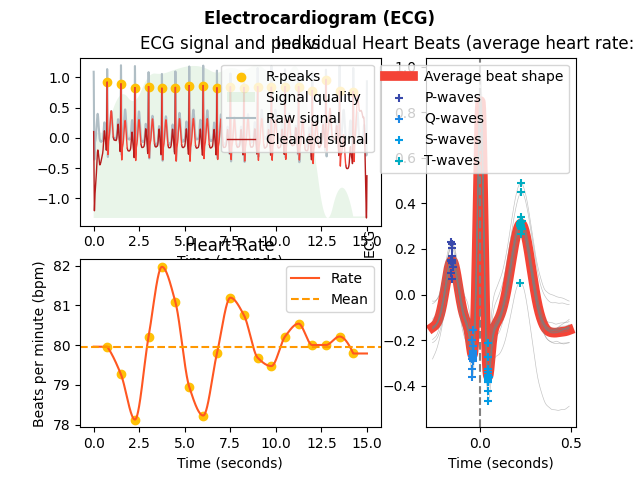 Electrocardiogram (ECG)
ECG signal and peaks
Individual Heart Beats (average heart rate:
R-peaks
Signal quality
Raw signal
Cleaned signal
1.0
0.5
0.0
−0.5
−1.0
0.0 2.5 5.0 7.5 10.0 12.5 15.0
Time (seconds)
Average beat shape
P-waves
Q-waves
S-waves
T-waves
ECG
1.0
0.8
0.6
0.4
0.2
0.0
−0.2
−0.4
0.0 0.5
Time (seconds)
Heart Rate
Rate
Mean
Beats per minute (bpm)
82
81
80
79
78
0.0 2.5 5.0 7.5 10.0 12.5 15.0
Time (seconds)